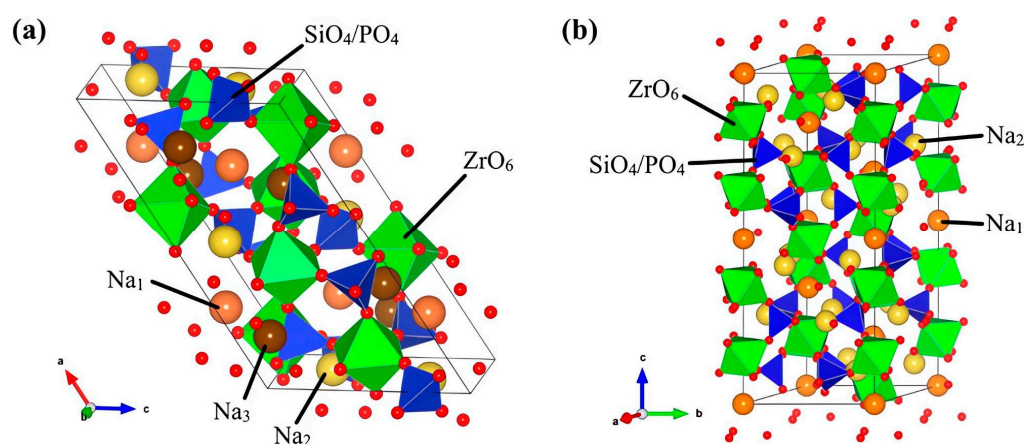 (a)
SiO₄/PO₄
ZrO₆
Na₁
Na₃
Na₂
a
b
c
(b)
ZrO₆
SiO₄/PO₄
Na₂
Na₁
c
a
b